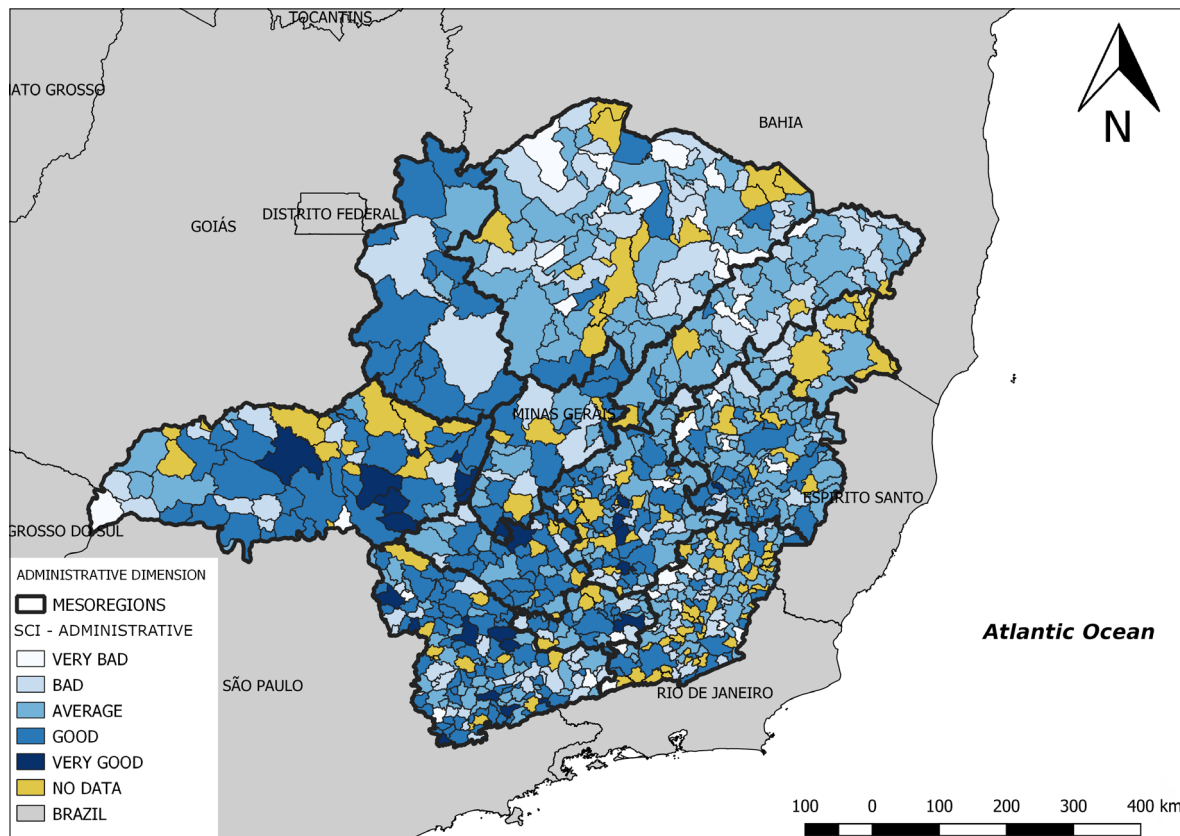 TOCANTINS
ATO GROSSO
BAHIA
N
DISTRITO FEDERAL
GOIÁS
MINAS GERAIS
ESPÍRITO SANTO
GROSSO DO SUL
ADMINISTRATIVE DIMENSION
MESOREGIONS
SCI - ADMINISTRATIVE
VERY BAD
BAD
AVERAGE
GOOD
VERY GOOD
NO DATA
BRAZIL
Atlantic Ocean
SÃO PAULO
RIO DE JANEIRO
100 0 100 200 300 400 km